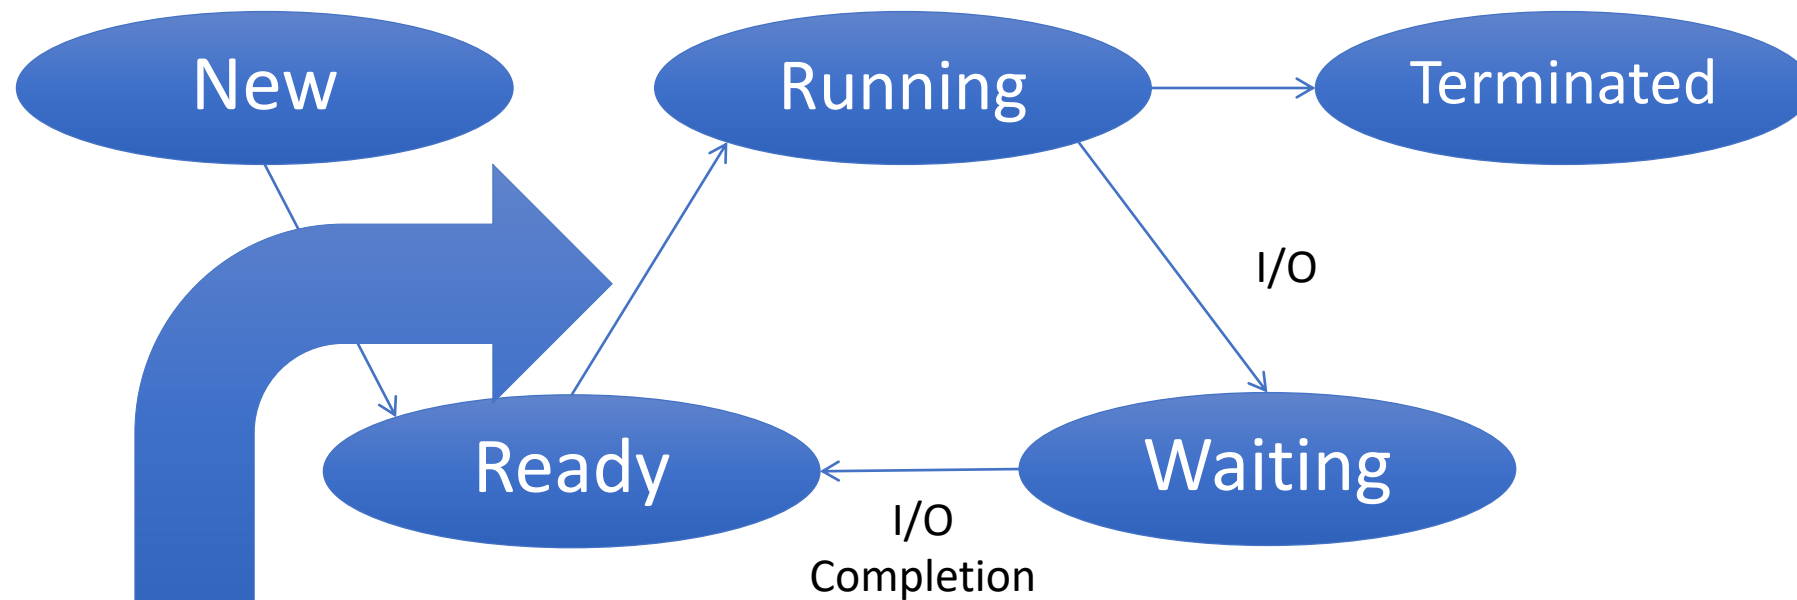 New
Running
Terminated
I/O
Ready
Waiting
I/O
Completion